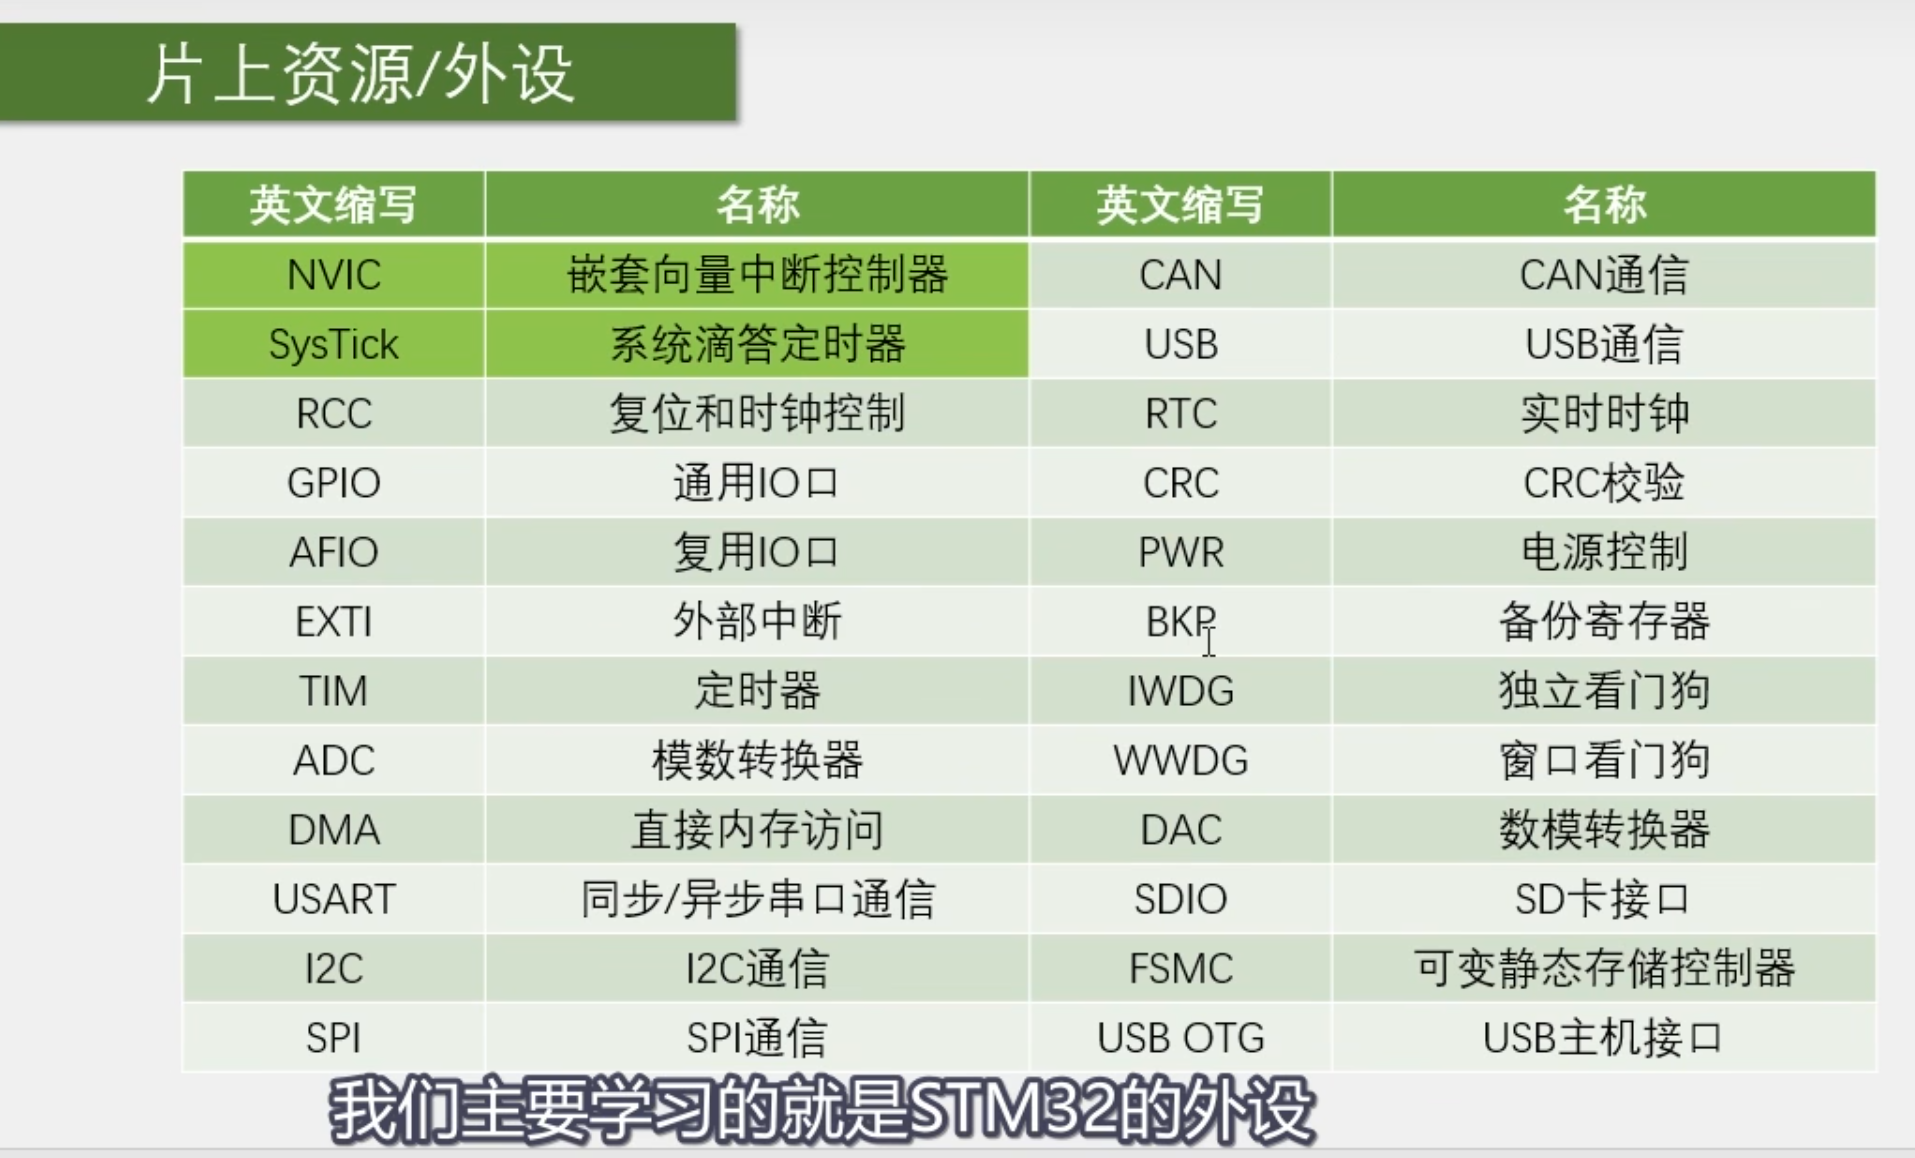 片上资源/外设
英文缩写 名称 英文缩写 名称
NVIC 嵌套向量中断控制器 CAN CAN通信
SysTick 系统滴答定时器 USB USB通信
RCC 复位和时钟控制 RTC 实时时钟
GPIO 通用IO口 CRC CRC校验
AFIO 复用IO口 PWR 电源控制
EXTI 外部中断 BKP 备份寄存器
TIM 定时器 IWDG 独立看门狗
ADC 模数转换器 WWDG 窗口看门狗
DMA 直接内存访问 DAC 数模转换器
USART 同步/异步串口通信 SDIO SD卡接口
I2C I2C通信 FSMC 可变静态存储控制器
SPI SPI通信 USB OTG USB主机接口
我们主要学习的就是STM32的外设